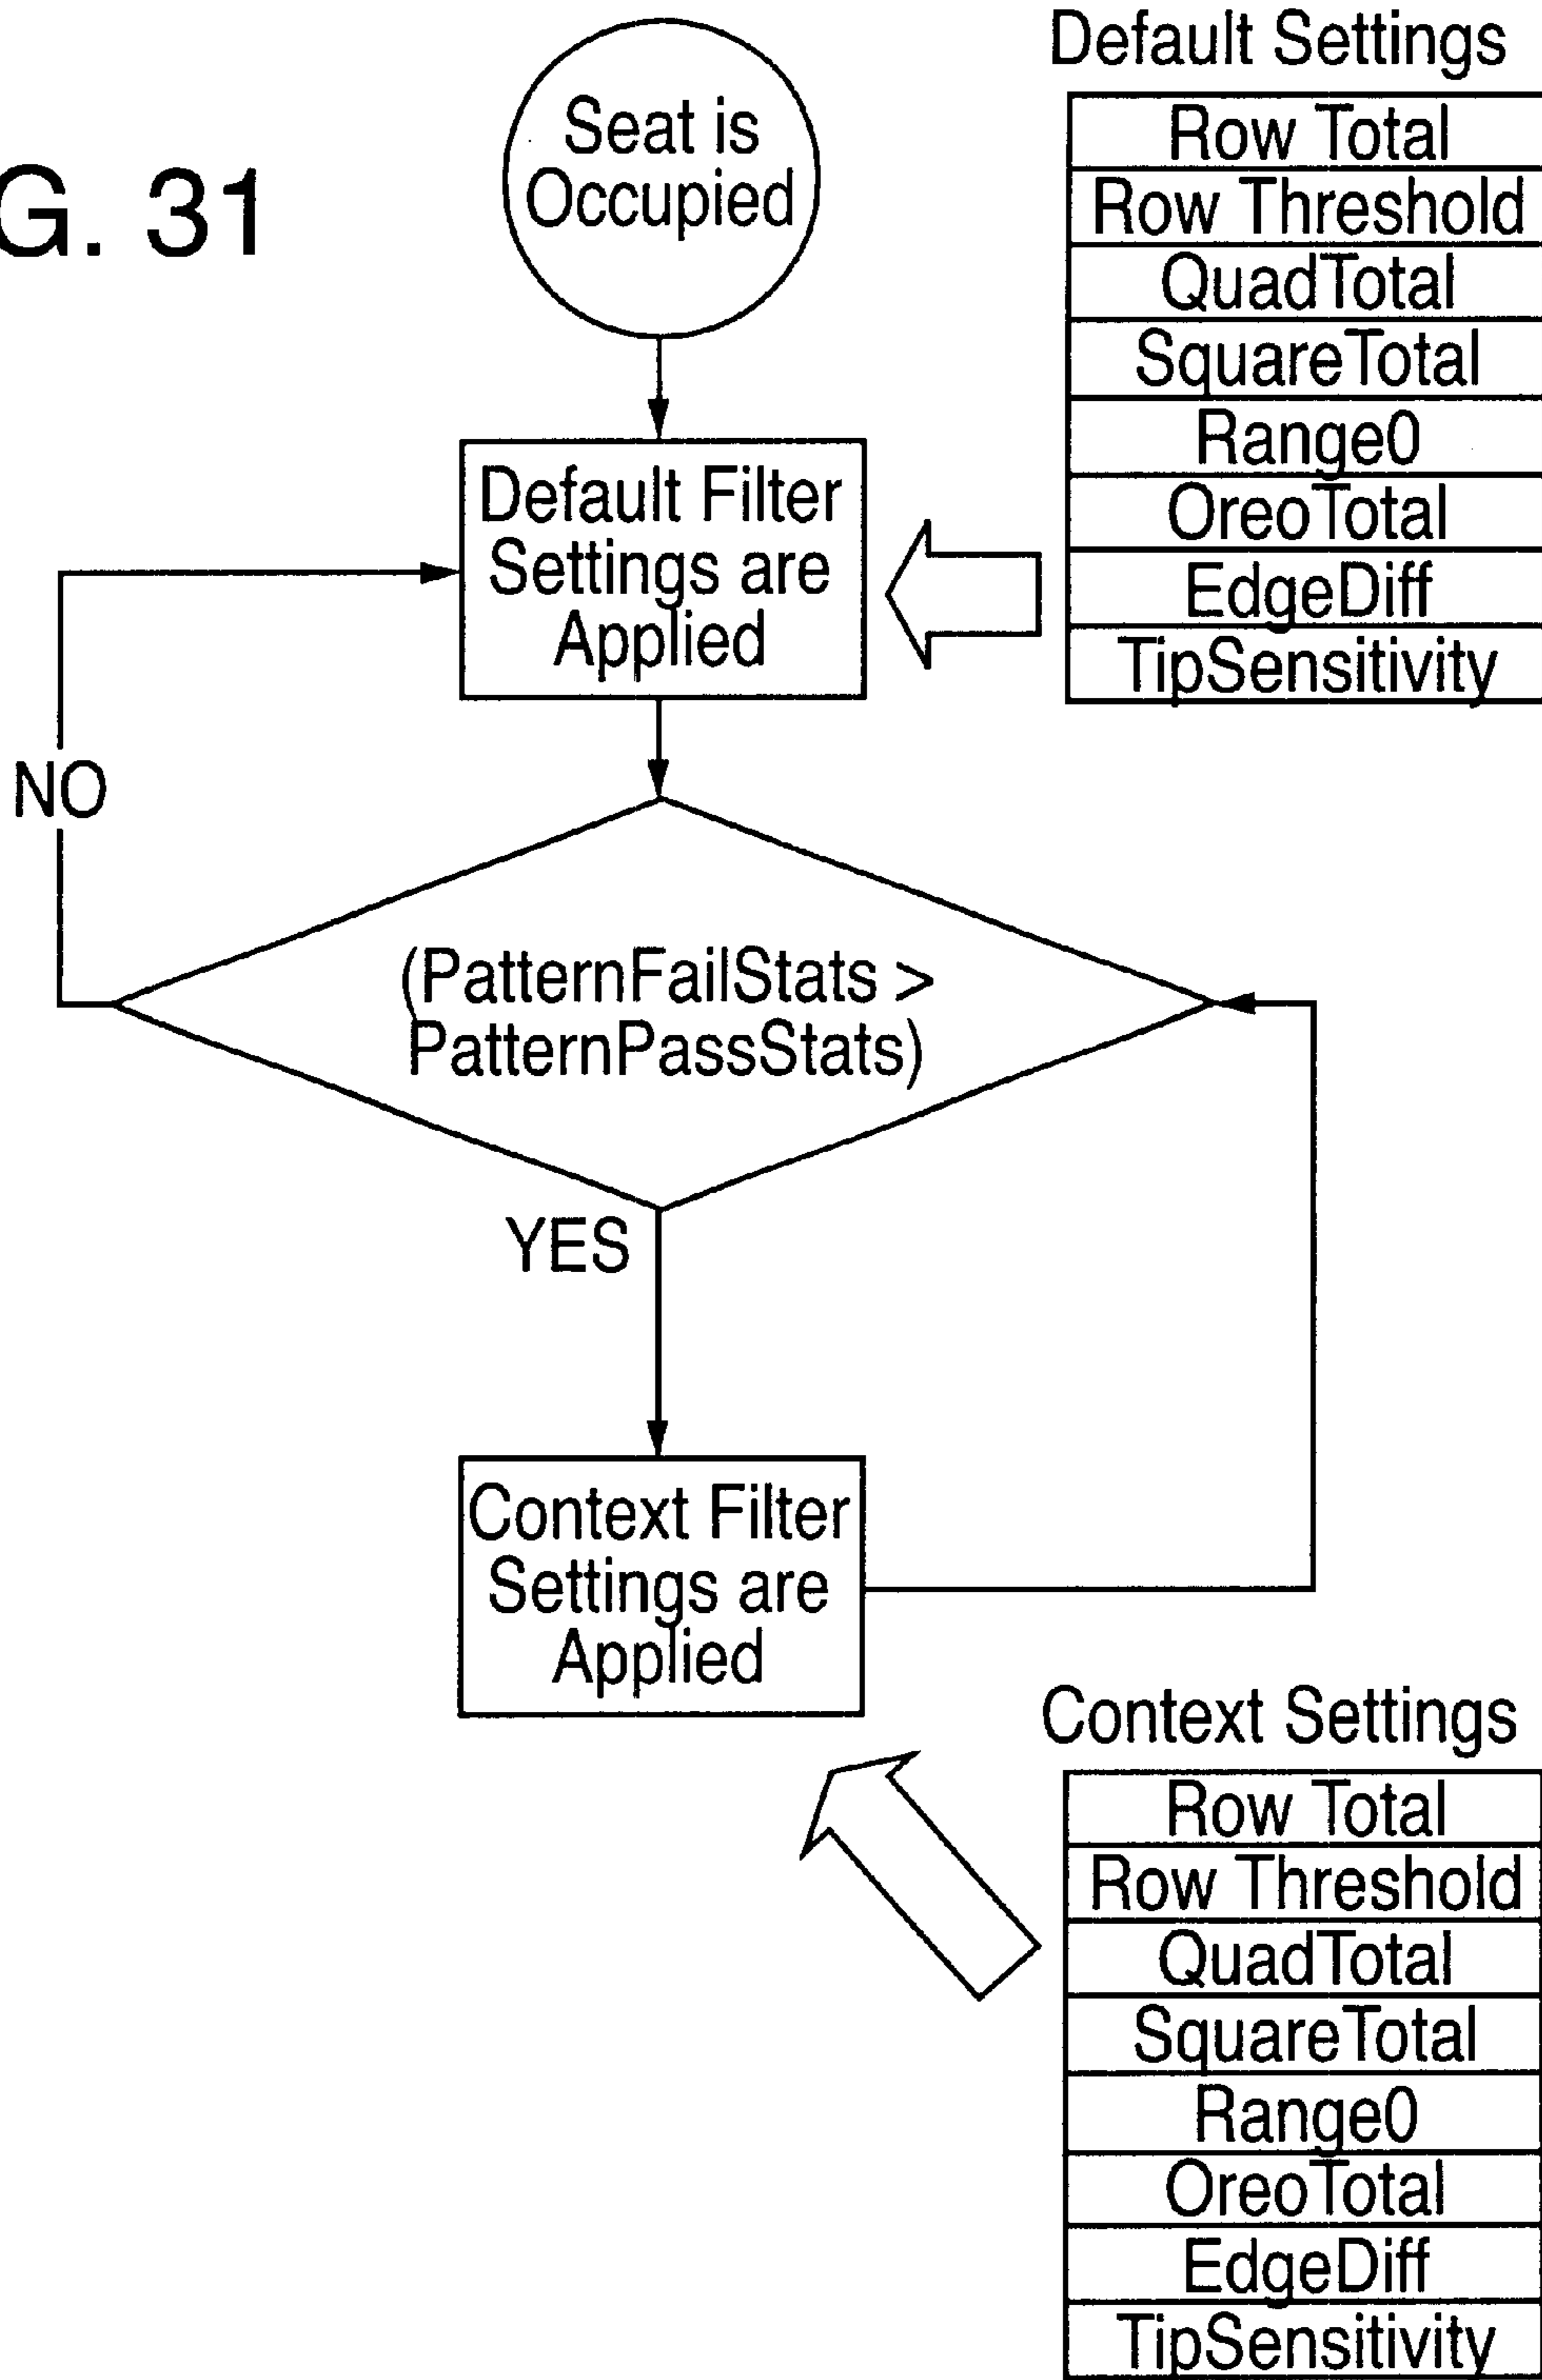 G. 31
Seat is
Occupied
Default Settings
Row Total
Row Threshold
QuadTotal
SquareTotal
Range0
OreoTotal
EdgeDiff
TipSensitivity
Default Filter
Settings are
Applied
NO
(PatternFailStats >
PatternPassStats)
YES
Context Filter
Settings are
Applied
Context Settings
Row Total
Row Threshold
QuadTotal
SquareTotal
Range0
OreoTotal
EdgeDiff
TipSensitivity